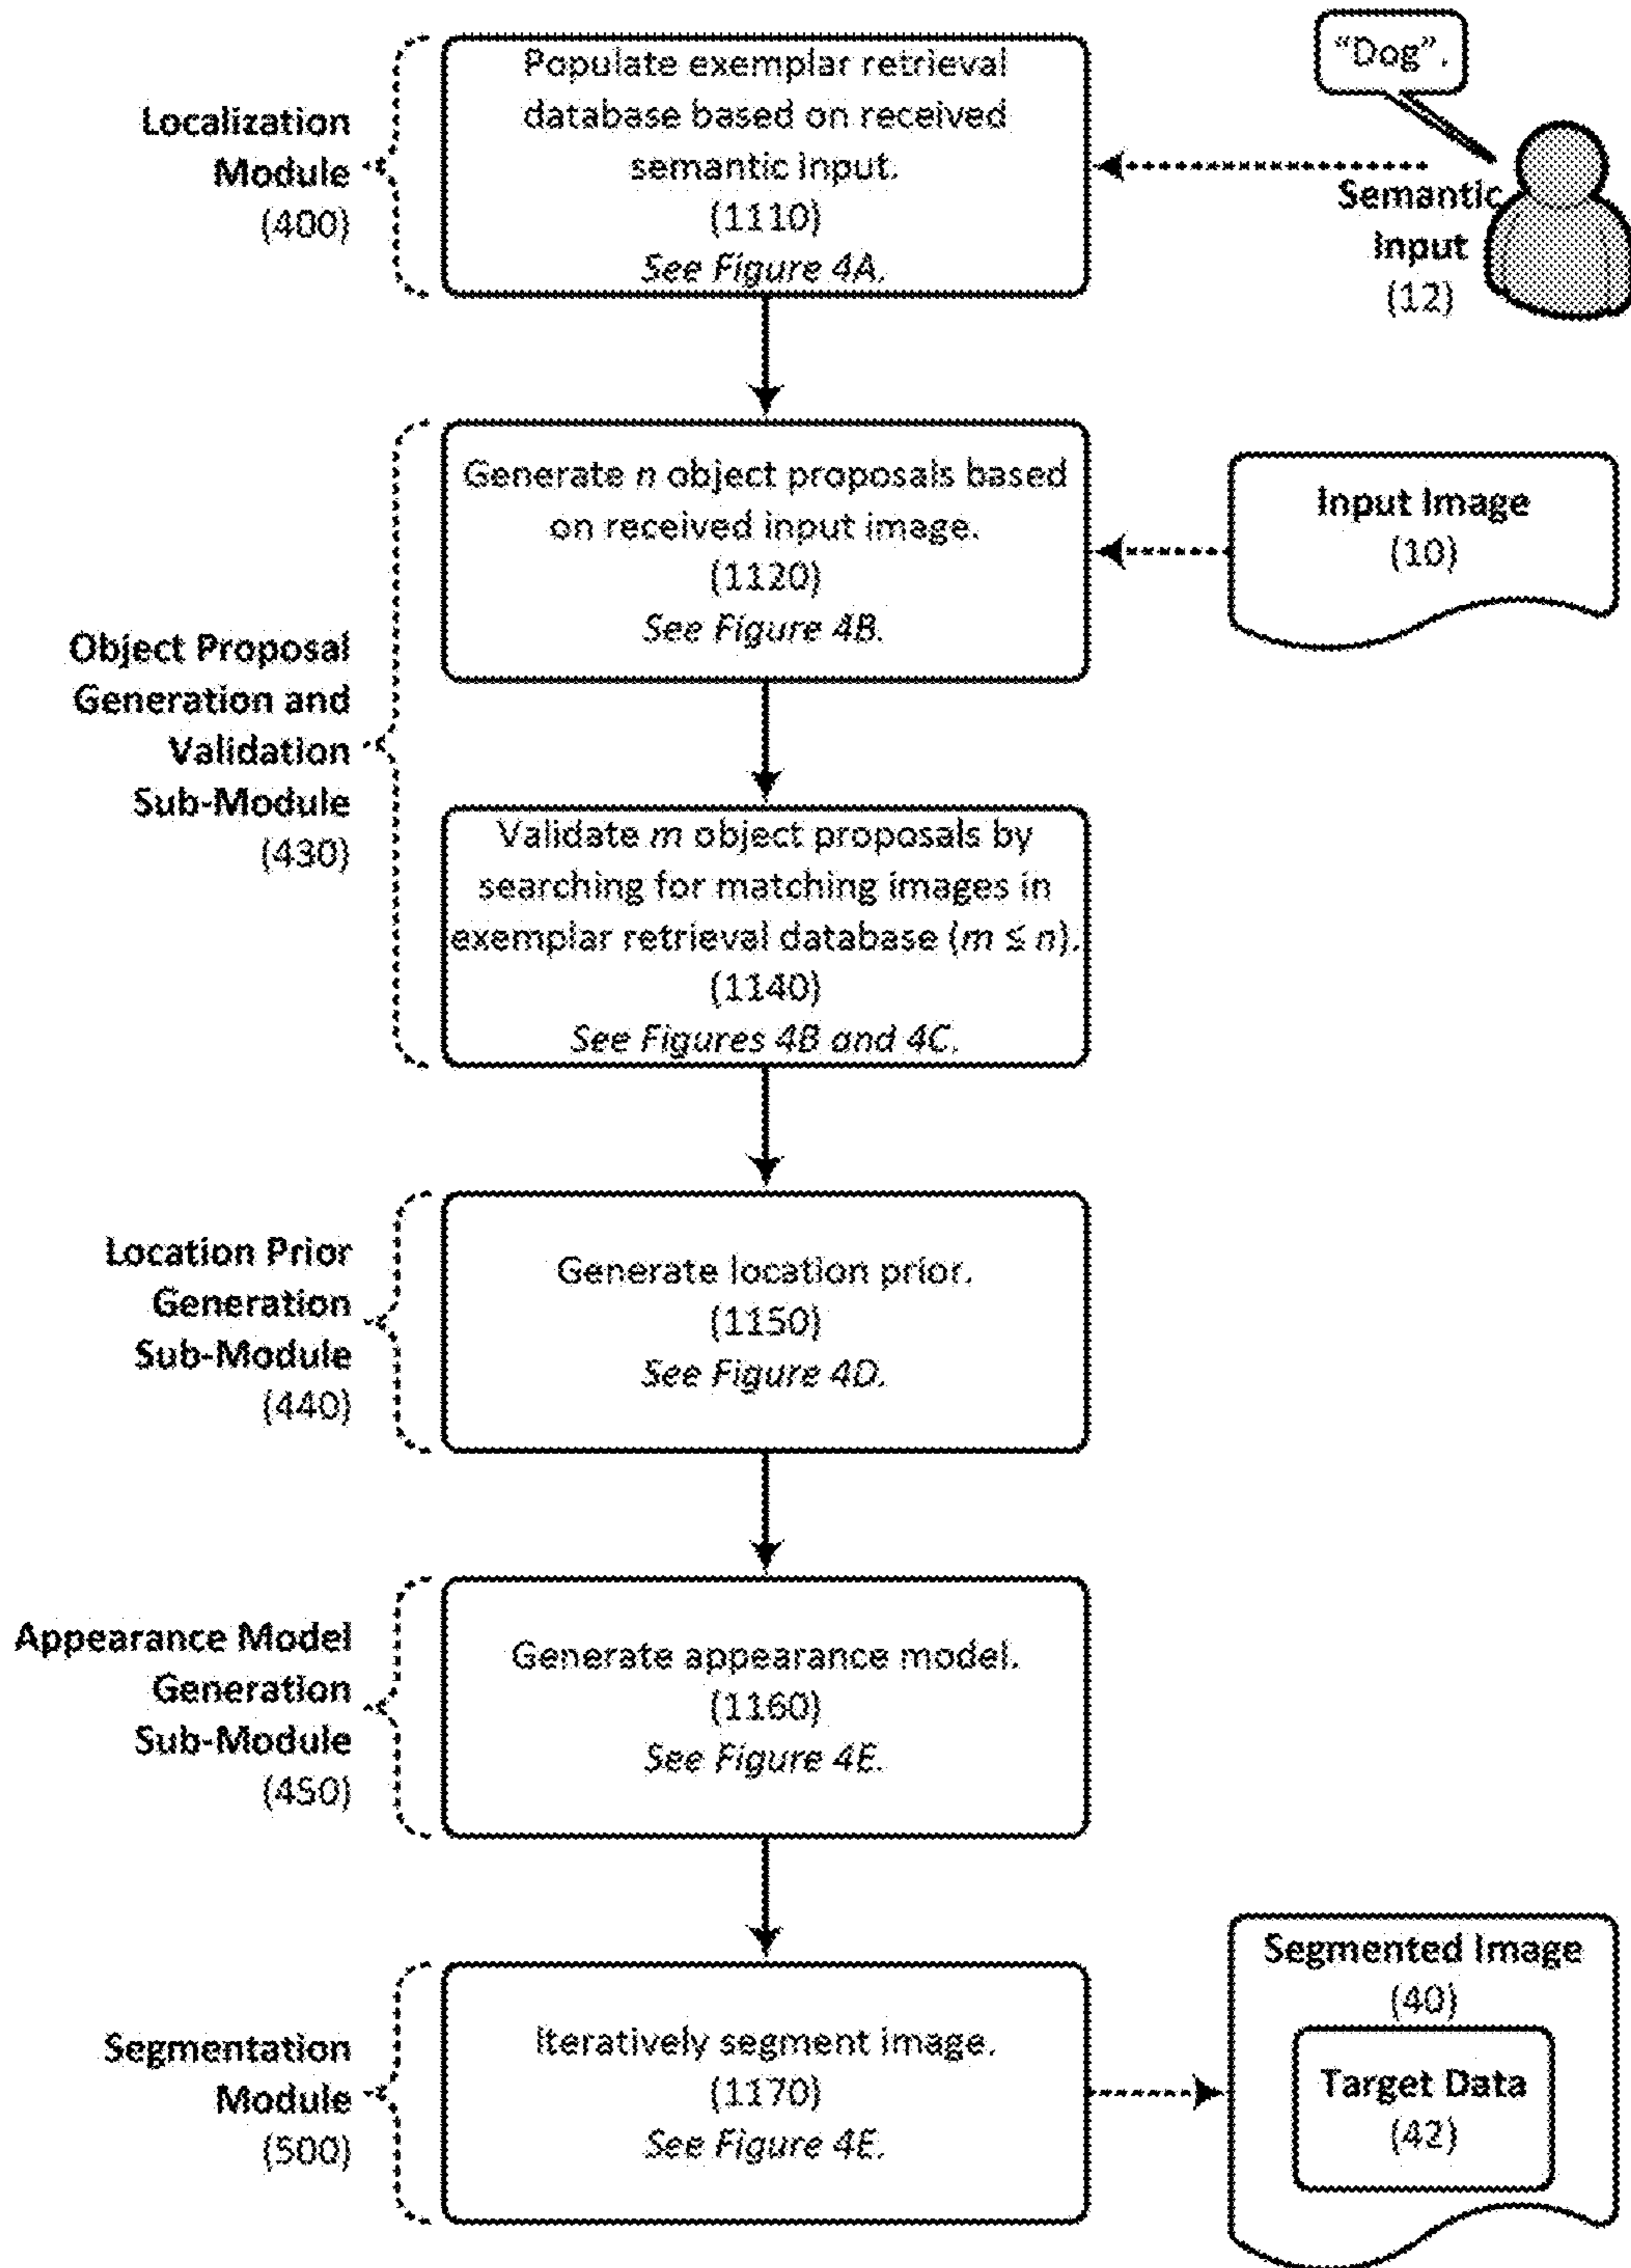 Localization
Module
(400)
Populate exemplar retrieval
database based on received
semantic input.
(1110)
See Figure 4A.
“Dog”.
Semantic
Input
(12)
Object Proposal
Generation and
Validation
Sub-Module
(430)
Generate n object proposals based
on received input image.
(1120)
See Figure 4B.
Input Image
(10)
Validate m object proposals by
searching for matching images in
exemplar retrieval database (m ≤ n).
(1140)
See Figures 4B and 4C.
Location Prior
Generation
Sub-Module
(440)
Generate location prior.
(1150)
See Figure 4D.
Appearance Model
Generation
Sub-Module
(450)
Generate appearance model.
(1160)
See Figure 4E.
Segmentation
Module
(500)
Iteratively segment image.
(1170)
See Figure 4E.
Segmented Image
(40)
Target Data
(42)